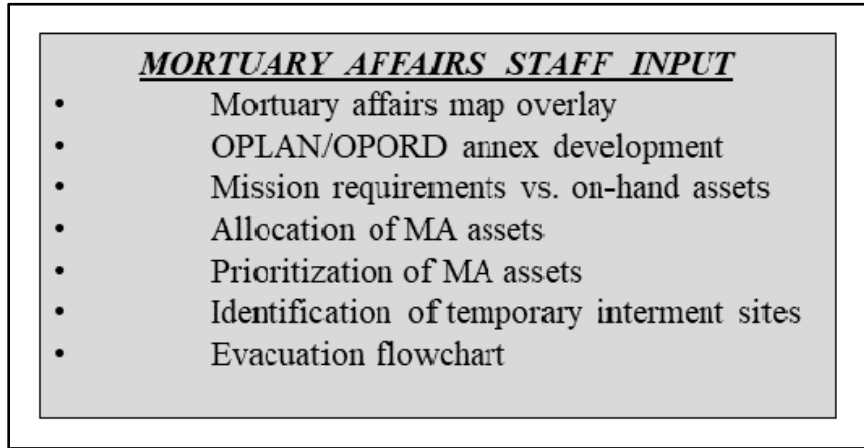 MORTUARY AFFAIRS STAFF INPUT
• Mortuary affairs map overlay
• OPLAN/OPORD annex development
• Mission requirements vs. on-hand assets
• Allocation of MA assets
• Prioritization of MA assets
• Identification of temporary interment sites
• Evacuation flowchart